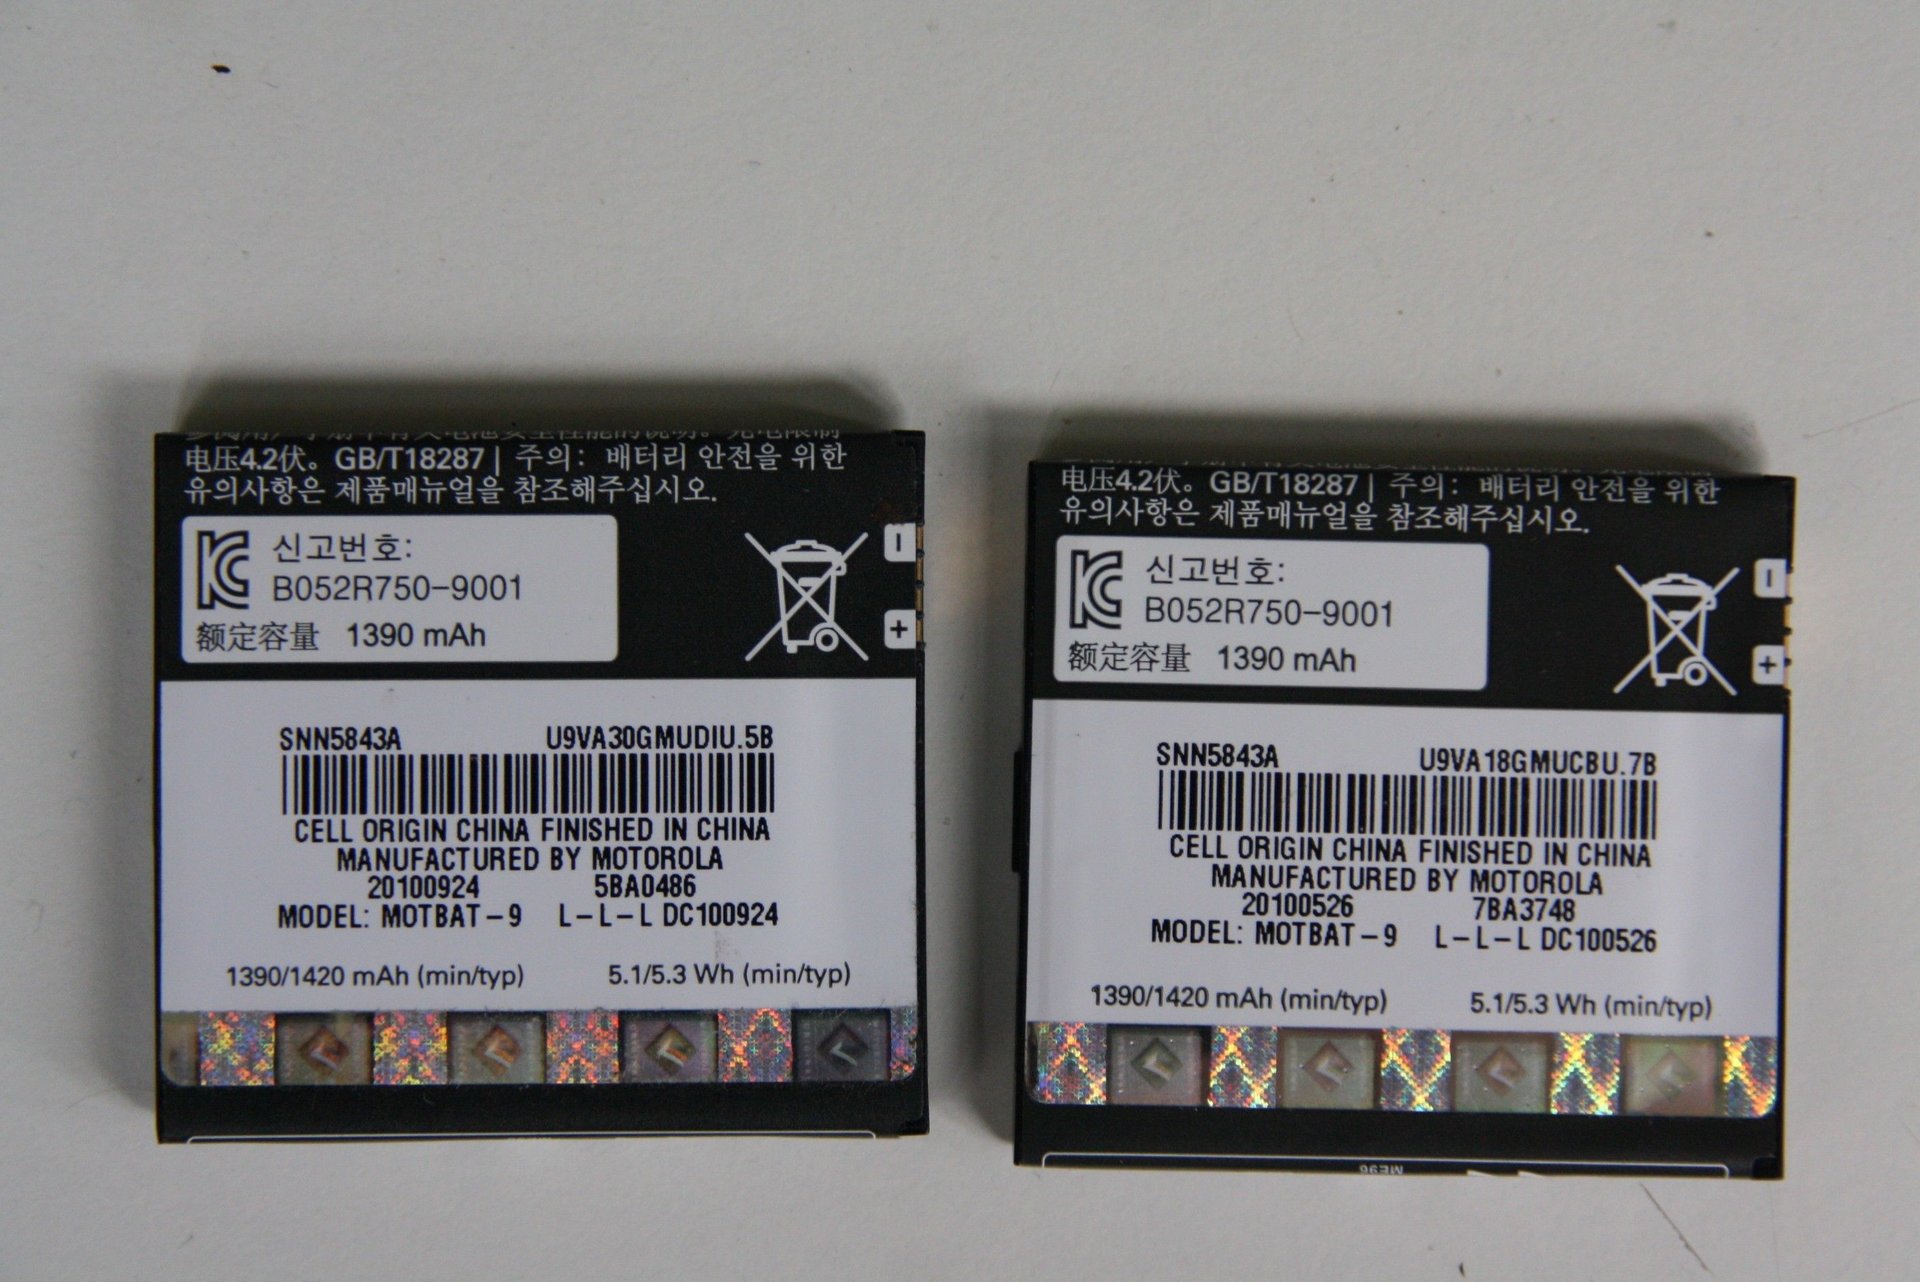 电压4.2伏。GB/T18287 | 주의: 배터리 안전을 위한
유의사항은 제품매뉴얼을 참조해주십시오.
신고번호:
B052R750-9001
额定容量 1390 mAh
SNN5843A U9VA30GMUDIU.5B
CELL ORIGIN CHINA FINISHED IN CHINA
MANUFACTURED BY MOTOROLA
20100924 5BA0486
MODEL: MOTBAT-9 L-L-L DC100924
1390/1420 mAh (min/typ) 5.1/5.3 Wh (min/typ)
电压4.2伏。GB/T18287 | 주의: 배터리 안전을 위한
유의사항은 제품매뉴얼을 참조해주십시오.
신고번호:
B052R750-9001
额定容量 1390 mAh
SNN5843A U9VA18GMUCBU.7B
CELL ORIGIN CHINA FINISHED IN CHINA
MANUFACTURED BY MOTOROLA
20100526 7BA3748
MODEL: MOTBAT-9 L-L-L DC100526
1390/1420 mAh (min/typ) 5.1/5.3 Wh (min/typ)